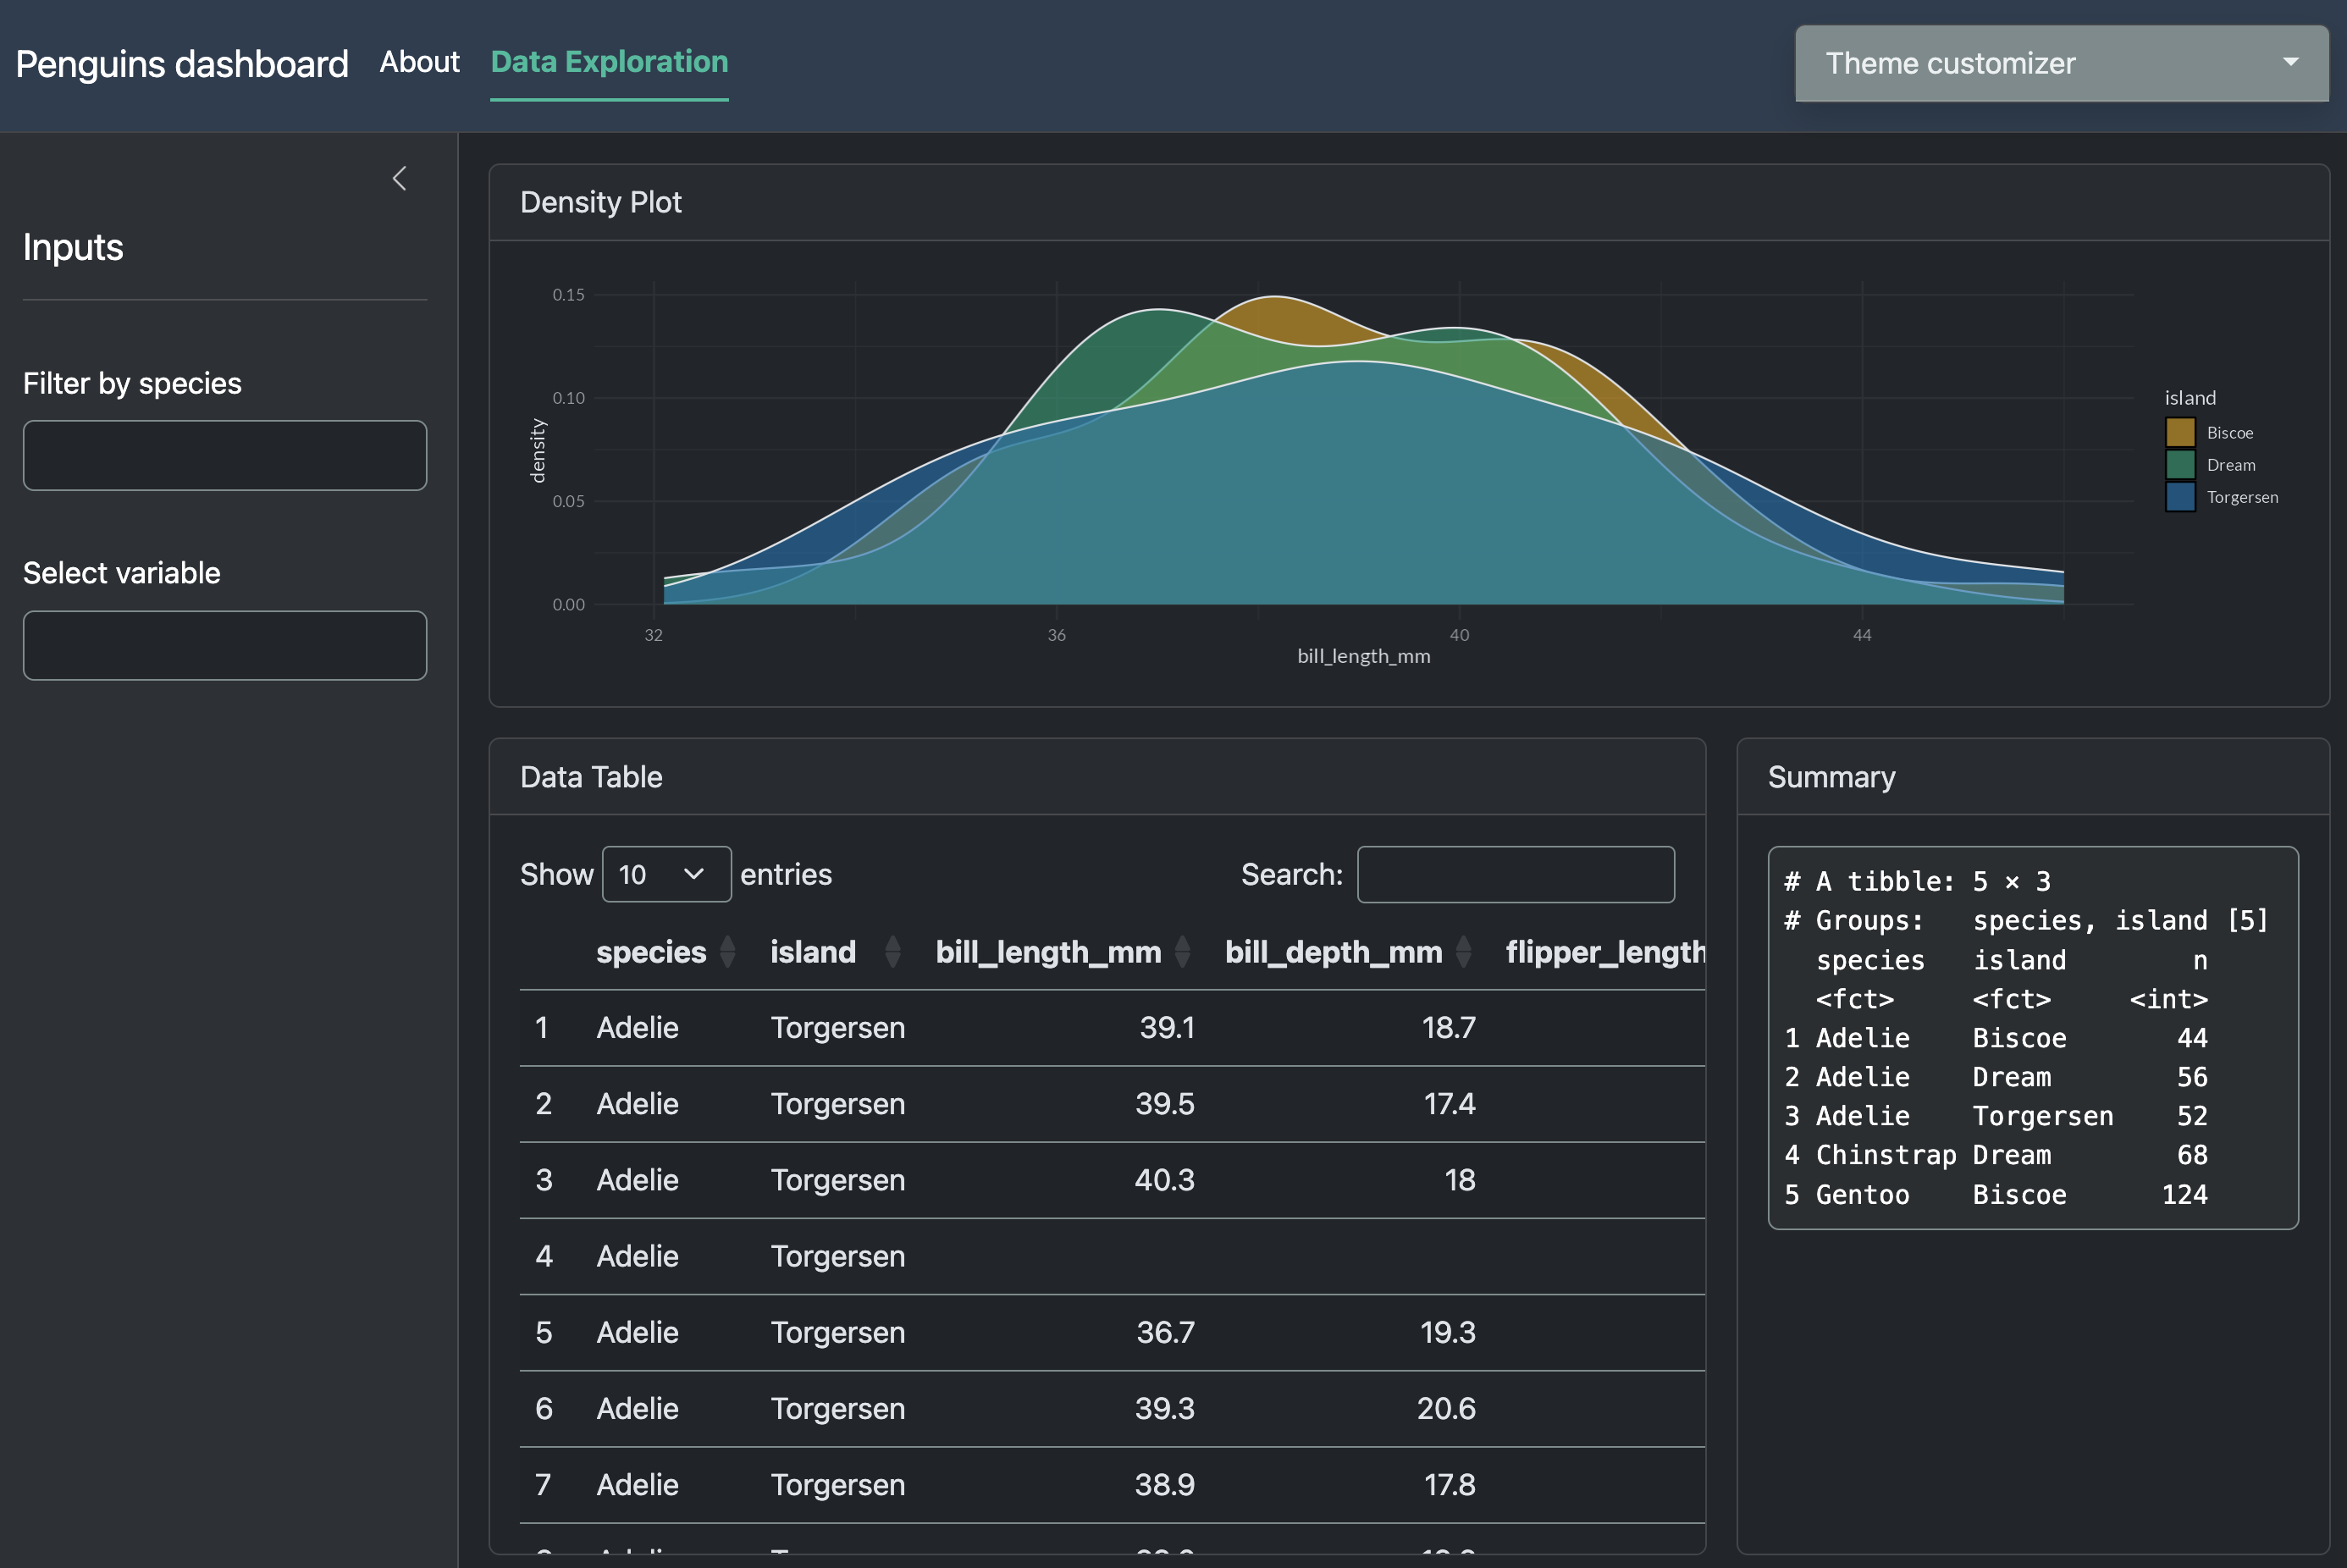 Penguins dashboard About Data Exploration Theme customizer
Inputs
Filter by species
Select variable
Density Plot
0.15
0.10
0.05
0.00
density
32 36 40 44
bill_length_mm
island
Biscoe
Dream
Torgersen
Data Table
Show 10 entries Search:
species island bill_length_mm bill_depth_mm flipper_length
1 Adelie Torgersen 39.1 18.7
2 Adelie Torgersen 39.5 17.4
3 Adelie Torgersen 40.3 18
4 Adelie Torgersen
5 Adelie Torgersen 36.7 19.3
6 Adelie Torgersen 39.3 20.6
7 Adelie Torgersen 38.9 17.8
Summary
# A tibble: 5 × 3
# Groups: species, island [5]
species island n
<fct> <fct> <int>
1 Adelie Biscoe 44
2 Adelie Dream 56
3 Adelie Torgersen 52
4 Chinstrap Dream 68
5 Gentoo Biscoe 124